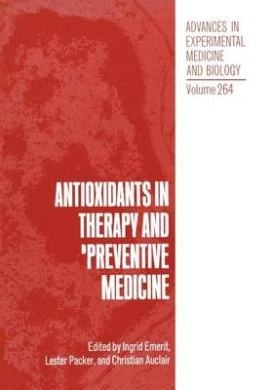 ADVANCES IN
EXPERIMENTAL
MEDICINE
AND BIOLOGY
Volume 264
ANTIOXIDANTS IN
THERAPY AND
'PREVENTIVE
MEDICINE
Edited by Ingrid Emerit,
Lester Packer, and Christian Auclair